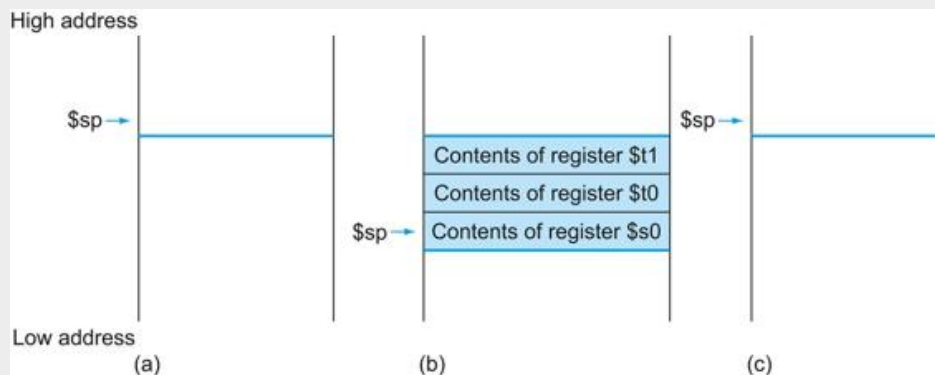 High address
$sp
$sp
Contents of register $t1
Contents of register $t0
$sp
Contents of register $s0
Low address
(a)
(b)
(c)